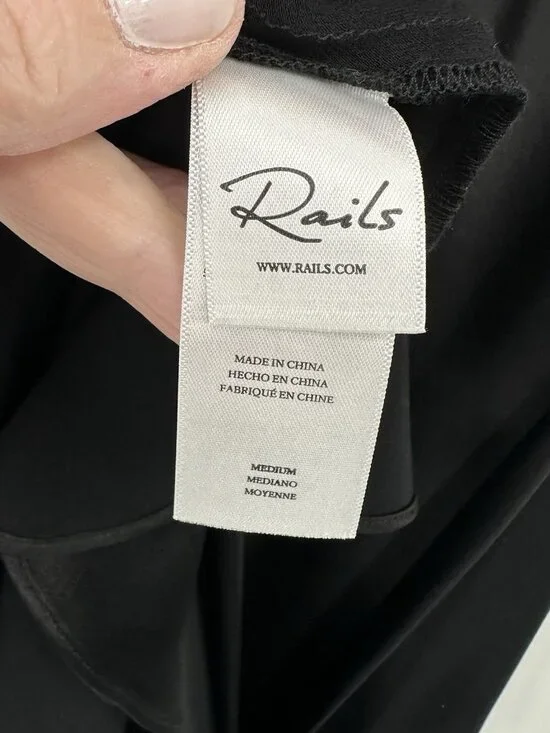 Rails
WWW.RAILS.COM
MADE IN CHINA
HECHO EN CHINA
FABRIQUÉ EN CHINE
MEDIUM
MEDIANO
MOYENNE